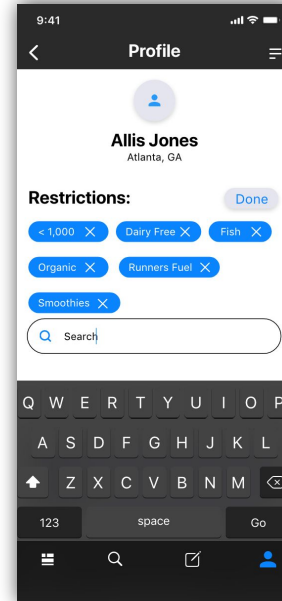 9:41
Profile
Allis Jones
Atlanta, GA
Restrictions:
Done
< 1,000 X Dairy Free X Fish X
Organic X Runners Fuel X
Smoothies X
Search
Q W E R T Y U I O P
A S D F G H J K L
Z X C V B N M
123 space Go